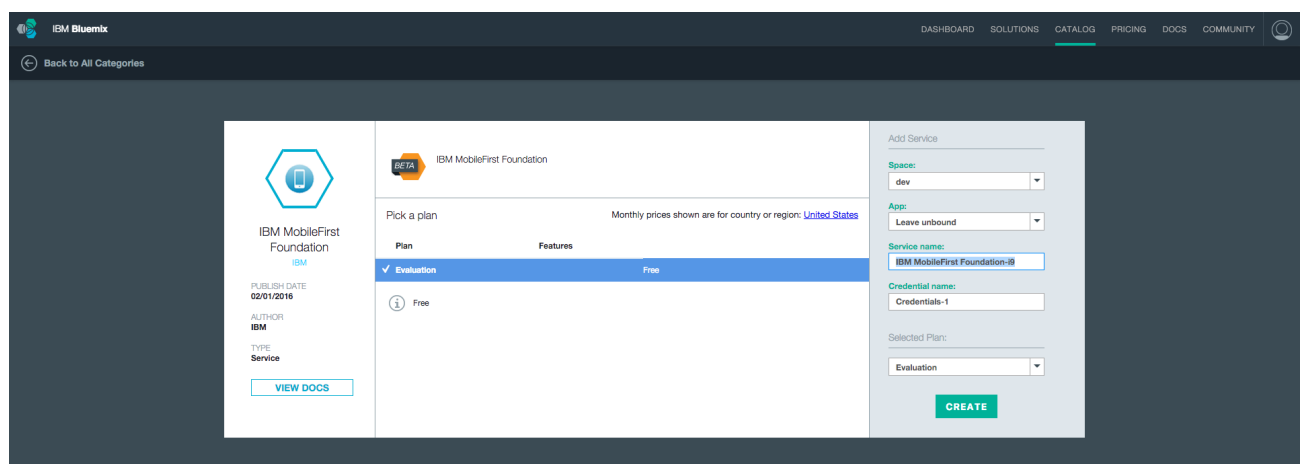 IBM Bluemix
DASHBOARD SOLUTIONS CATALOG PRICING DOCS COMMUNITY
Back to All Categories
IBM MobileFirst
Foundation
IBM
PUBLISH DATE
02/01/2016
AUTHOR
IBM
TYPE
Service
VIEW DOCS
BETA
IBM MobileFirst Foundation
Pick a plan
Monthly prices shown are for country or region: United States
Plan Features
Evaluation Free
Free
Add Service
Space:
dev
App:
Leave unbound
Service name:
IBM MobileFirst Foundation-i9
Credential name:
Credentials-1
Selected Plan:
Evaluation
CREATE